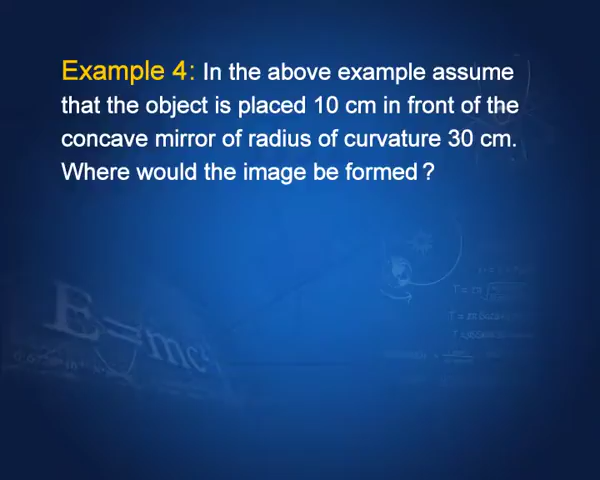 Example 4: In the above example assume
that the object is placed 10 cm in front of the
concave mirror of radius of curvature 30 cm.
Where would the image be formed ?
E=mc²